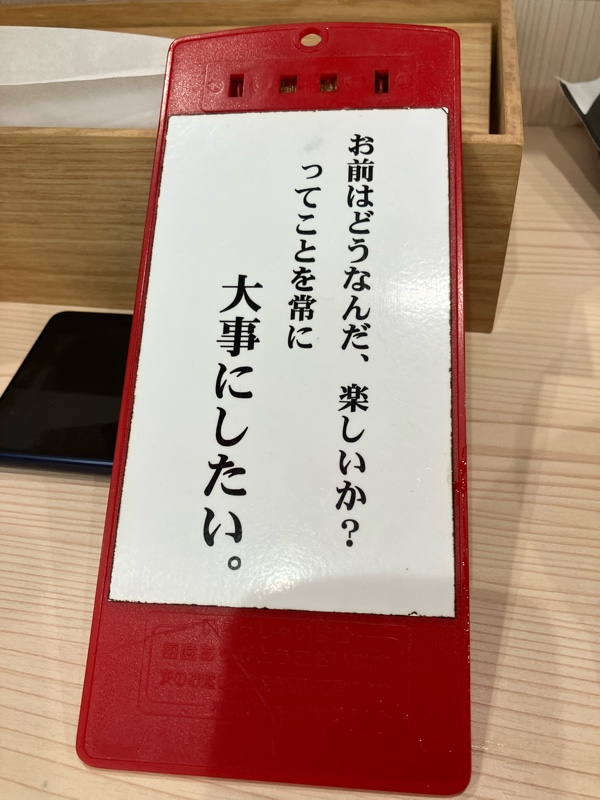 お前はどうなんだ、楽しいか？
ってことを常に
大事にしたい。